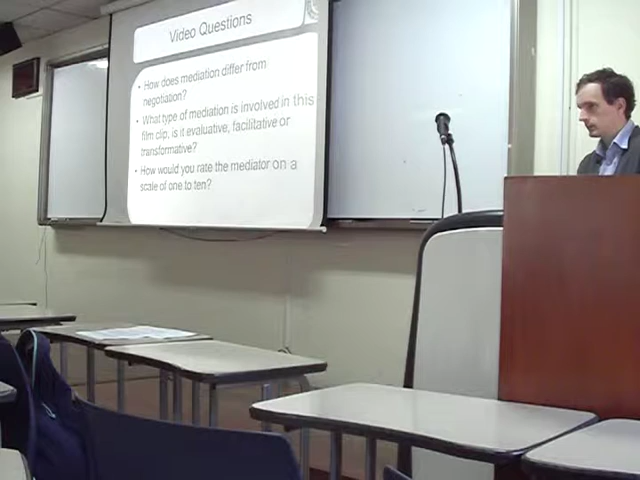 Video Questions
• How does mediation differ from
negotiation?
• What type of mediation is involved in this
film clip, is it evaluative, facilitative or
transformative?
• How would you rate the mediator on a
scale of one to ten?